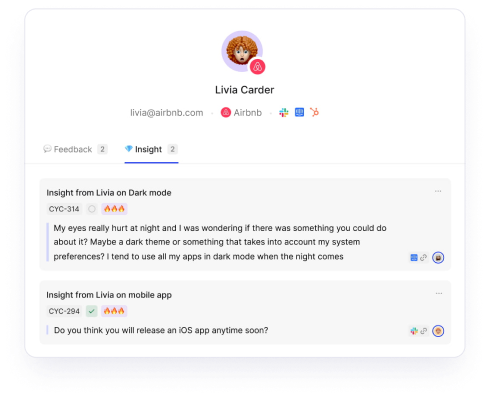 Livia Carder
livia@airbnb.com · Airbnb ·
Feedback 2 Insight 2
Insight from Livia on Dark mode
CYC-314
My eyes really hurt at night and I was wondering if there was something you could do
about it? Maybe a dark theme or something that takes into account my system
preferences? I tend to use all my apps in dark mode when the night comes
Insight from Livia on mobile app
CYC-294
Do you think you will release an iOS app anytime soon?